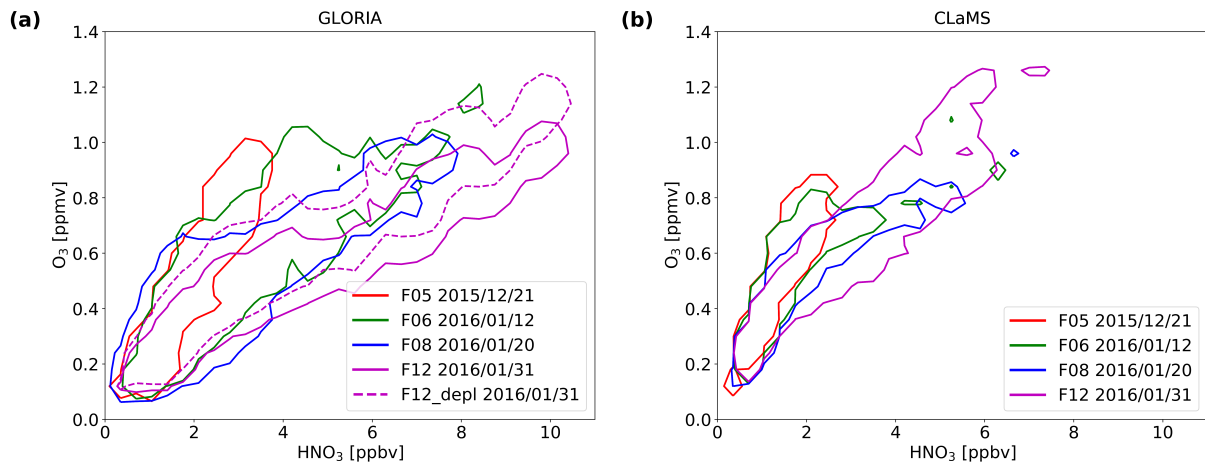 (a)
GLORIA
O3 [ppmv]
1.4
1.2
1.0
0.8
0.6
0.4
0.2
0.0
0
2
4
6
8
10
HNO3 [ppbv]
F05 2015/12/21
F06 2016/01/12
F08 2016/01/20
F12 2016/01/31
F12_depl 2016/01/31
(b)
CLaMS
O3 [ppmv]
1.4
1.2
1.0
0.8
0.6
0.4
0.2
0.0
0
2
4
6
8
10
HNO3 [ppbv]
F05 2015/12/21
F06 2016/01/12
F08 2016/01/20
F12 2016/01/31